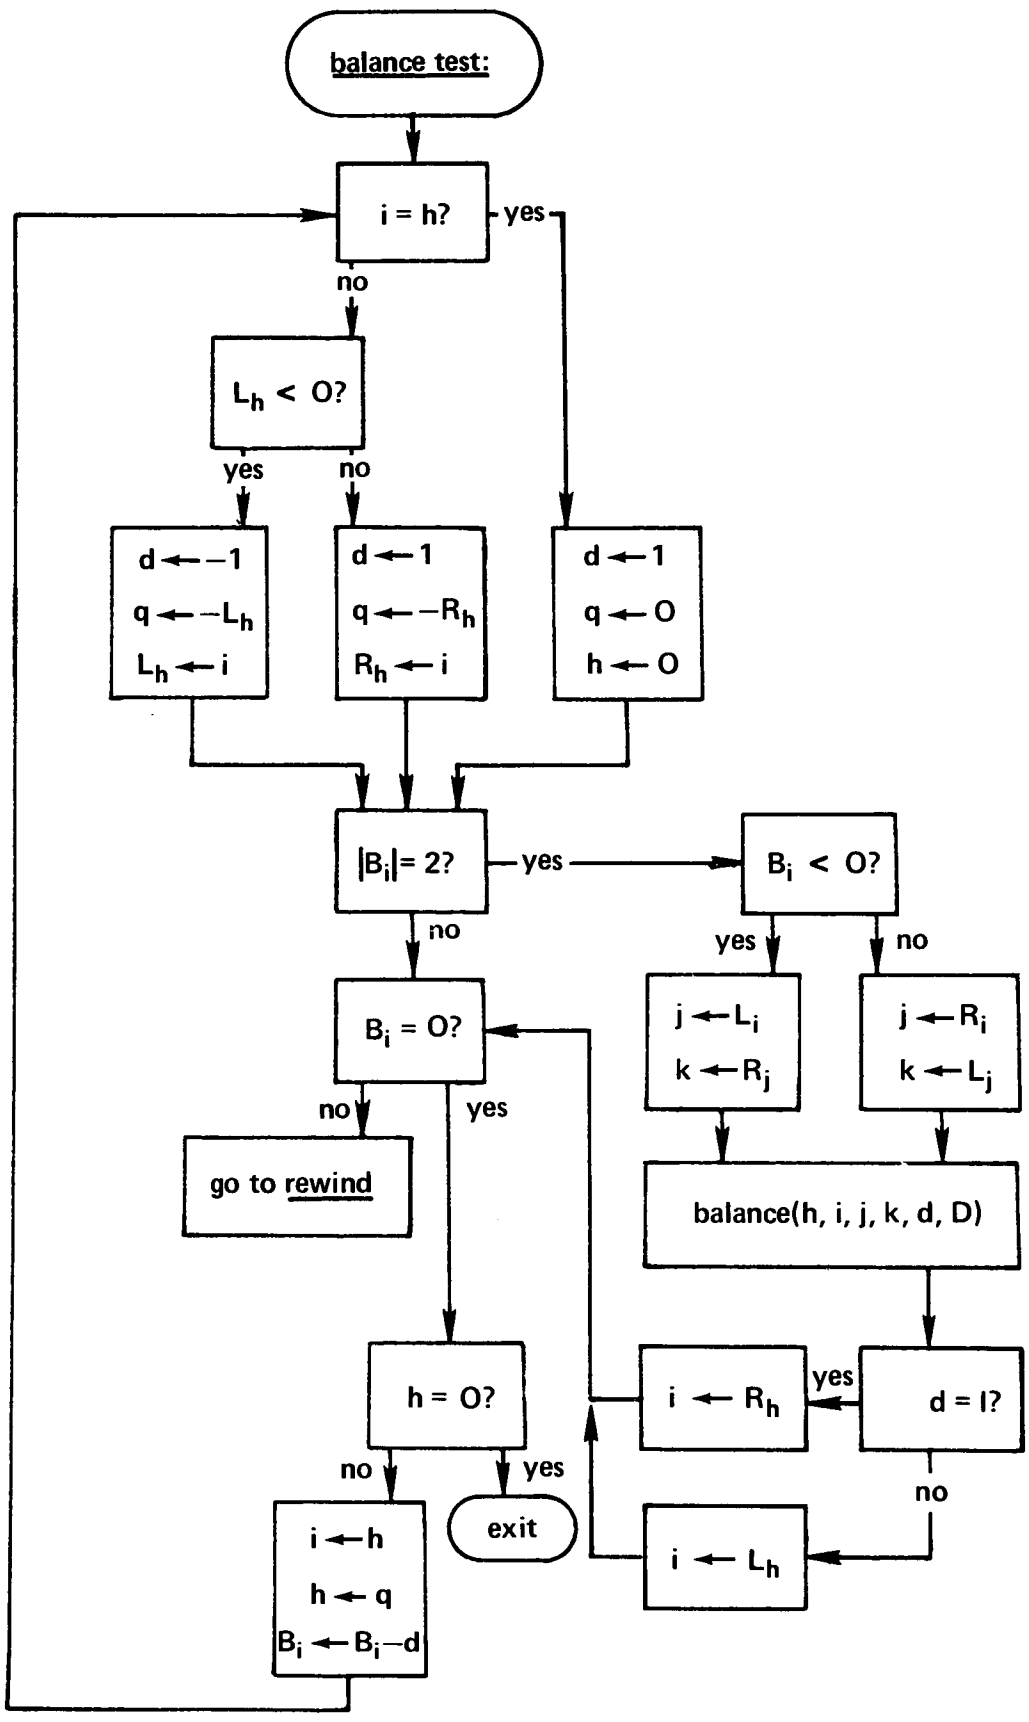 balance test:
i = h?
yes
no
L_h < O?
yes
no
d ← −1
q ← −L_h
L_h ← i
d ← 1
q ← −R_h
R_h ← i
d ← 1
q ← O
h ← O
|B_i| = 2?
yes
B_i < O?
no
yes
no
B_i = O?
j ← L_i
k ← R_j
j ← R_i
k ← L_j
no
yes
go to rewind
balance(h, i, j, k, d, D)
h = O?
i ← R_h
yes
d = I?
no
yes
no
exit
i ← L_h
i ← h
h ← q
B_i ← B_i−d